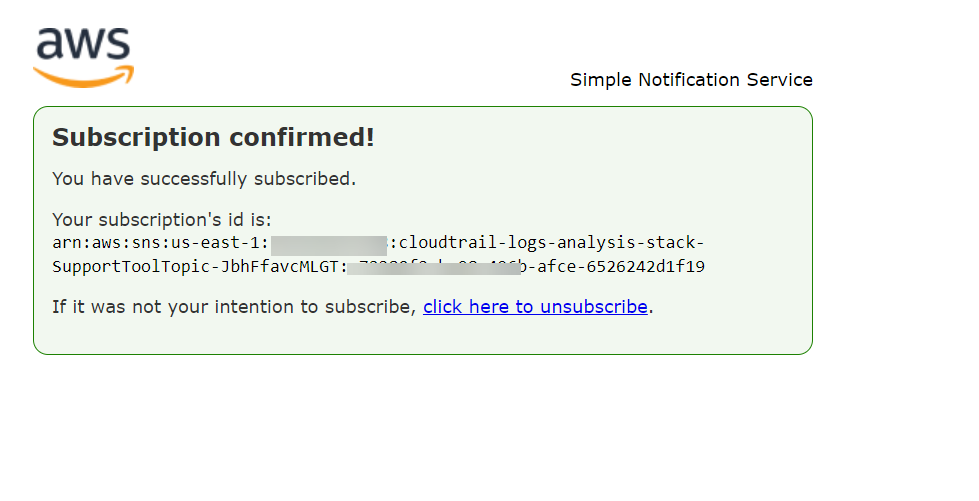 aws
Simple Notification Service
Subscription confirmed!
You have successfully subscribed.
Your subscription's id is:
arn:aws:sns:us-east-1: :cloudtrail-logs-analysis-stack-
SupportToolTopic-JbhFfavcMLGT: -afce-6526242d1f19
If it was not your intention to subscribe, click here to unsubscribe.